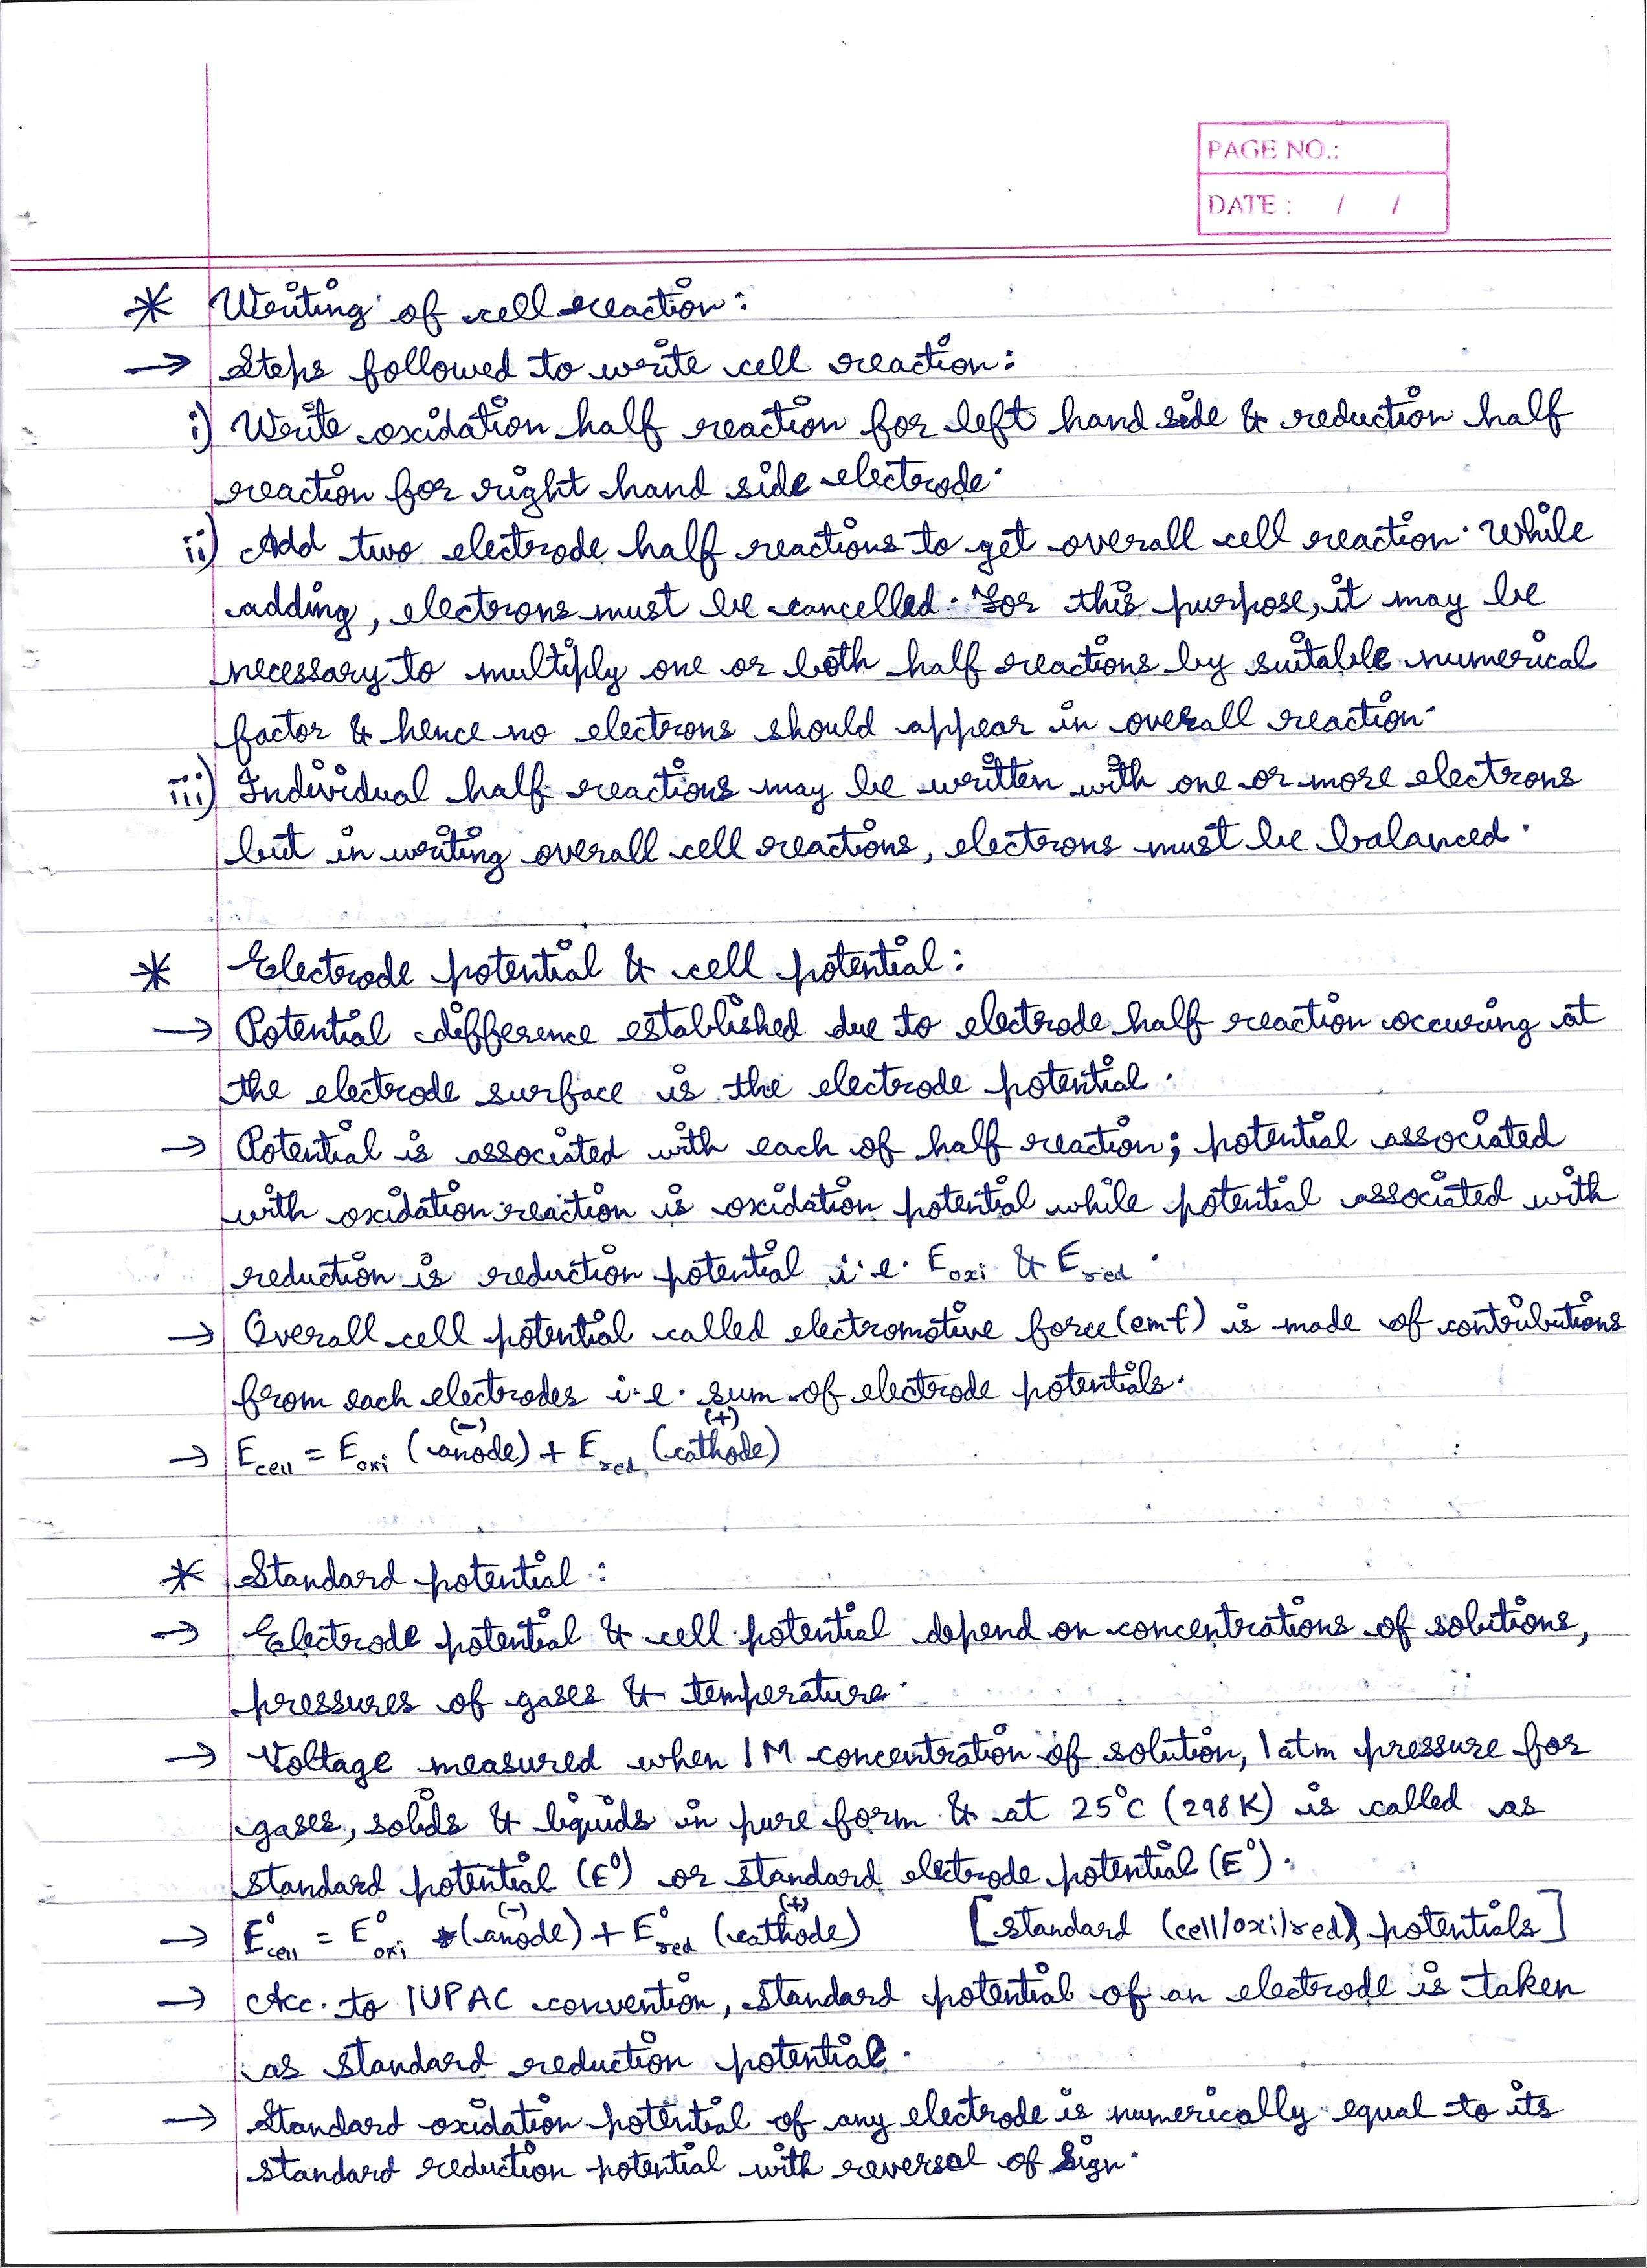 PAGE NO.:
DATE : / /
* Writing of cell reaction:
→ Steps followed to write cell reaction:
i) Write oxidation half reaction for left hand side & reduction half
reaction for right hand side electrode.
ii) Add two electrode half reactions to get overall cell reaction. While
adding, electrons must be cancelled. For this purpose, it may be
necessary to multiply one or both half reactions by suitable numerical
factor & hence no electrons should appear in overall reaction.
iii) Individual half reactions may be written with one or more electrons
but in writing overall cell reactions, electrons must be balanced.
* Electrode potential & cell potential:
→ Potential difference established due to electrode half reaction occuring at
the electrode surface is the electrode potential.
→ Potential is associated with each of half reaction; potential associated
with oxidation reaction is oxidation potential while potential associated with
reduction is reduction potential i.e. E oxi & E red.
→ Overall cell potential called electromotive force (emf) is made of contributions
from each electrodes i.e. sum of electrode potentials.
(-) (+)
→ E cell = E oxi (anode) + E red (cathode)
* Standard potential:
→ Electrode potential & cell potential depend on concentrations of solutions,
pressures of gases & temperature.
→ Voltage measured when 1M concentration of solution, 1 atm pressure for
gases, solids & liquids in pure form & at 25°C (298K) is called as
standard potential (E°) or standard electrode potential (E°).
(-) (+)
→ E° cell = E° oxi (anode) + E° red (cathode) [standard (cell/oxi/red) potentials]
→ Acc. to IUPAC convention, standard potential of an electrode is taken
as standard reduction potential.
→ Standard oxidation potential of any electrode is numerically equal to its
standard reduction potential with reversal of sign.